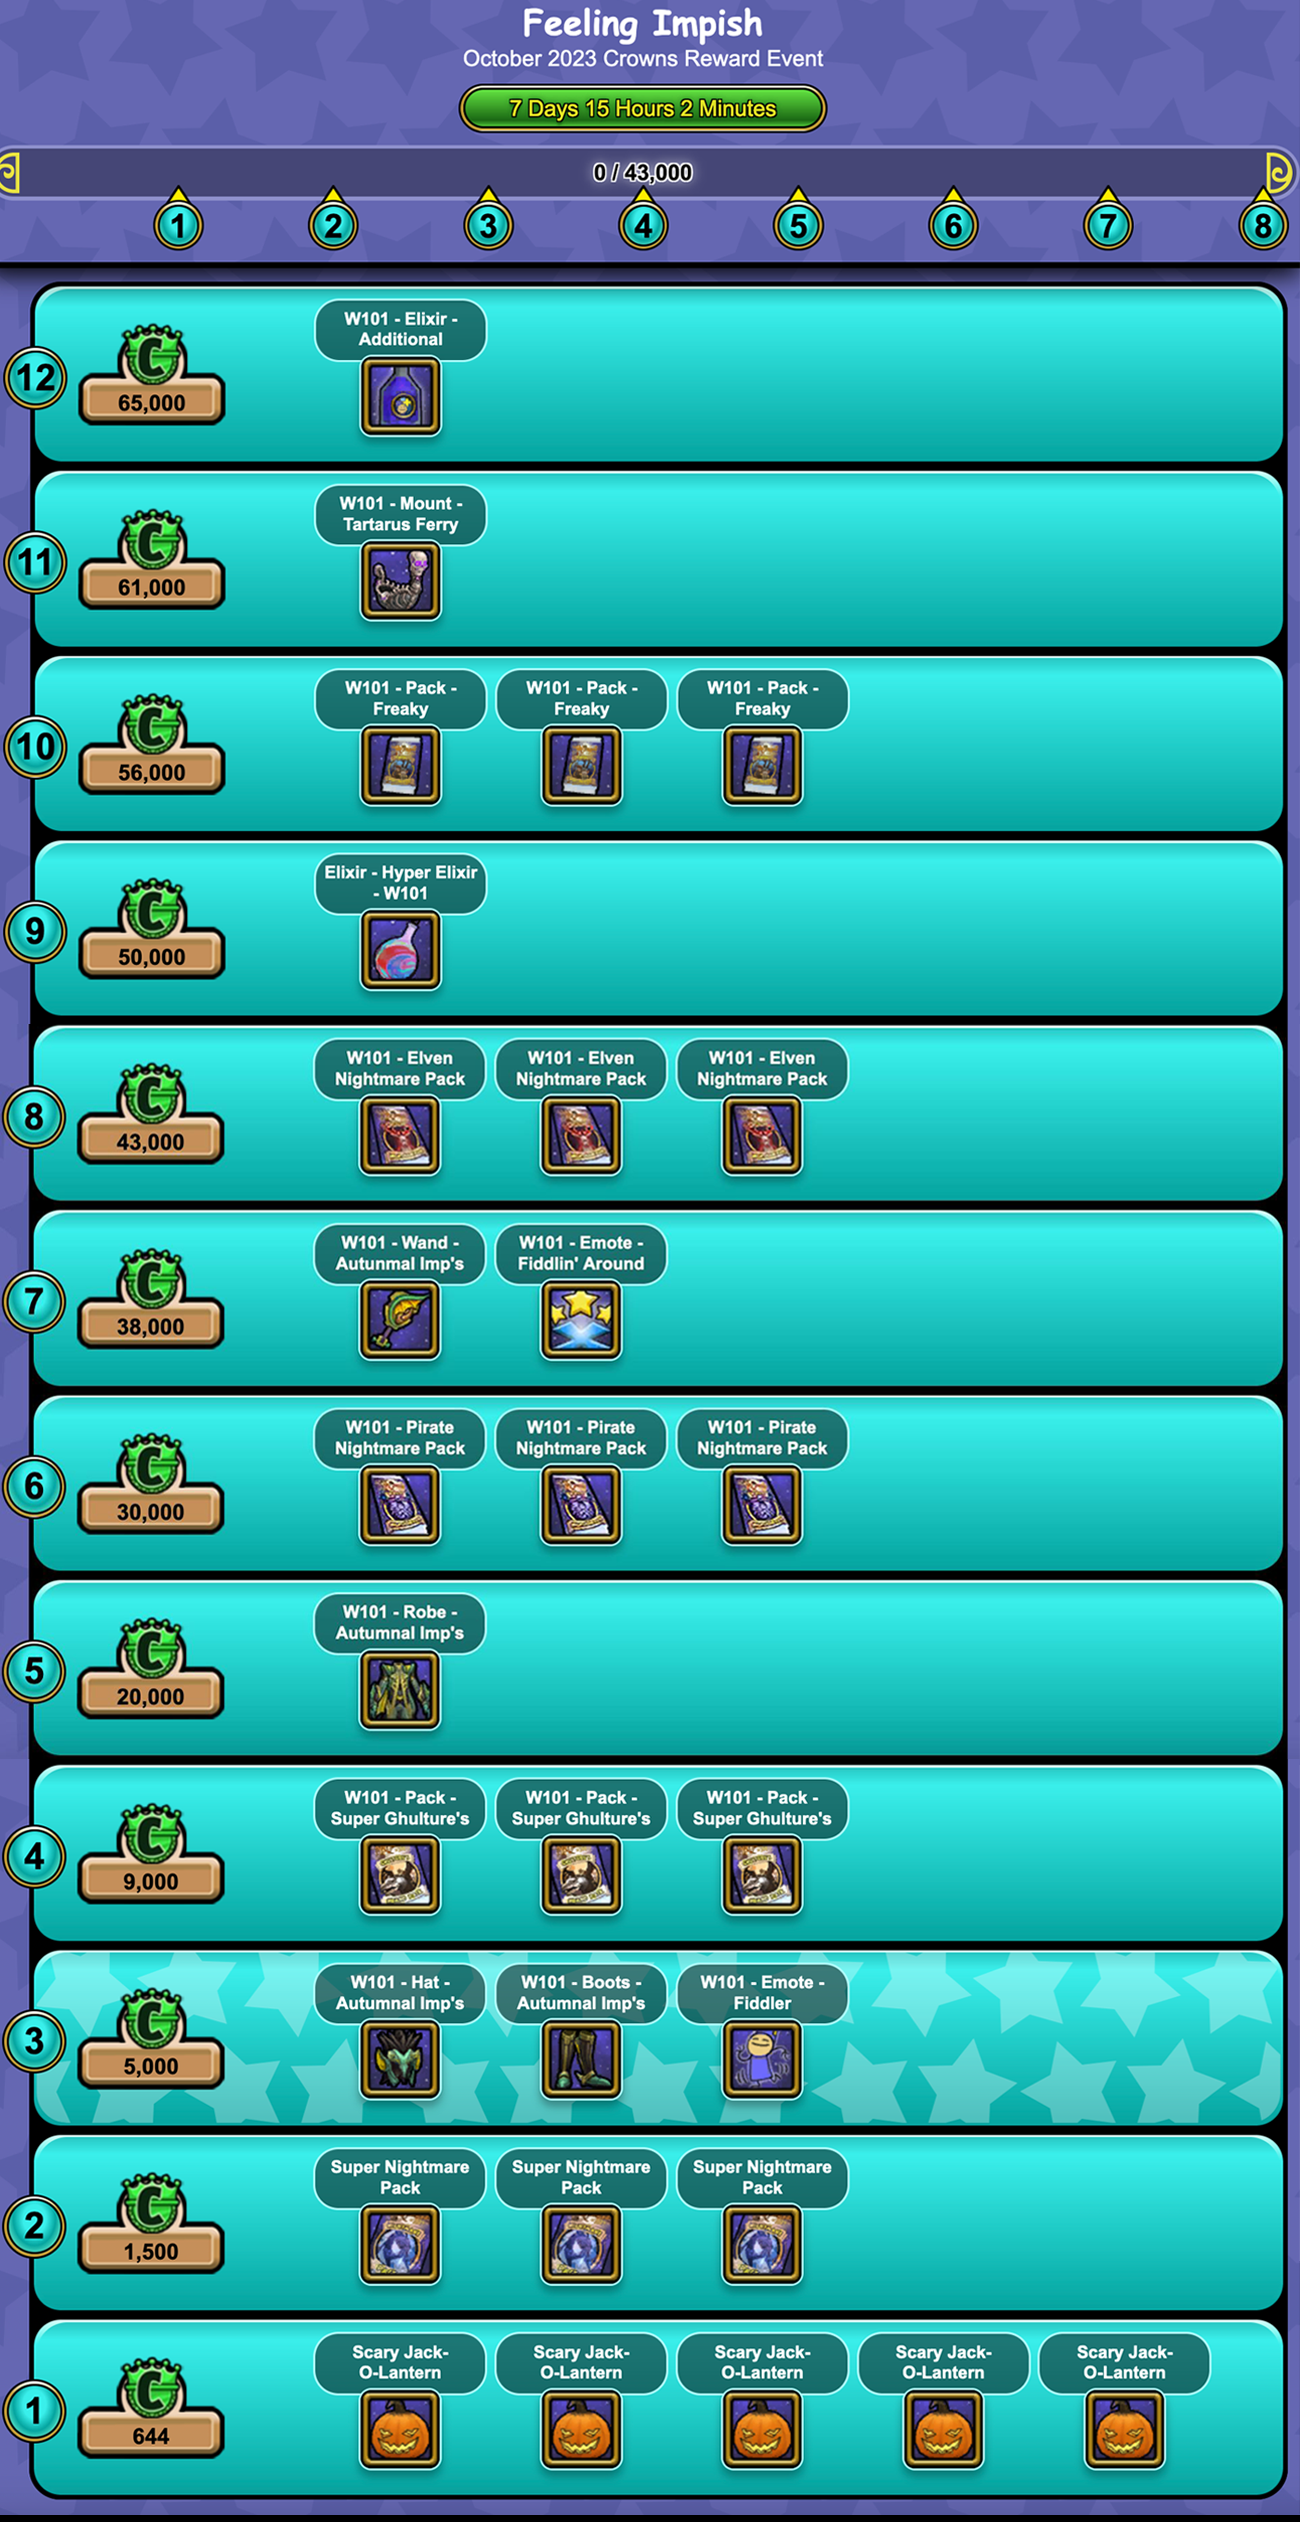 Feeling Impish
October 2023 Crowns Reward Event
7 Days 15 Hours 2 Minutes
0 / 43,000
1 2 3 4 5 6 7 8
12
C
65,000
W101 - Elixir -
Additional
11
C
61,000
W101 - Mount -
Tartarus Ferry
10
C
56,000
W101 - Pack -
Freaky
W101 - Pack -
Freaky
W101 - Pack -
Freaky
9
C
50,000
Elixir - Hyper Elixir
- W101
8
C
43,000
W101 - Elven
Nightmare Pack
W101 - Elven
Nightmare Pack
W101 - Elven
Nightmare Pack
7
C
38,000
W101 - Wand -
Autunmal Imp's
W101 - Emote -
Fiddlin' Around
6
C
30,000
W101 - Pirate
Nightmare Pack
W101 - Pirate
Nightmare Pack
W101 - Pirate
Nightmare Pack
5
C
20,000
W101 - Robe -
Autumnal Imp's
4
C
9,000
W101 - Pack -
Super Ghulture's
W101 - Pack -
Super Ghulture's
W101 - Pack -
Super Ghulture's
3
C
5,000
W101 - Hat -
Autumnal Imp's
W101 - Boots -
Autumnal Imp's
W101 - Emote -
Fiddler
2
C
1,500
Super Nightmare
Pack
Super Nightmare
Pack
Super Nightmare
Pack
1
C
644
Scary Jack-
O-Lantern
Scary Jack-
O-Lantern
Scary Jack-
O-Lantern
Scary Jack-
O-Lantern
Scary Jack-
O-Lantern